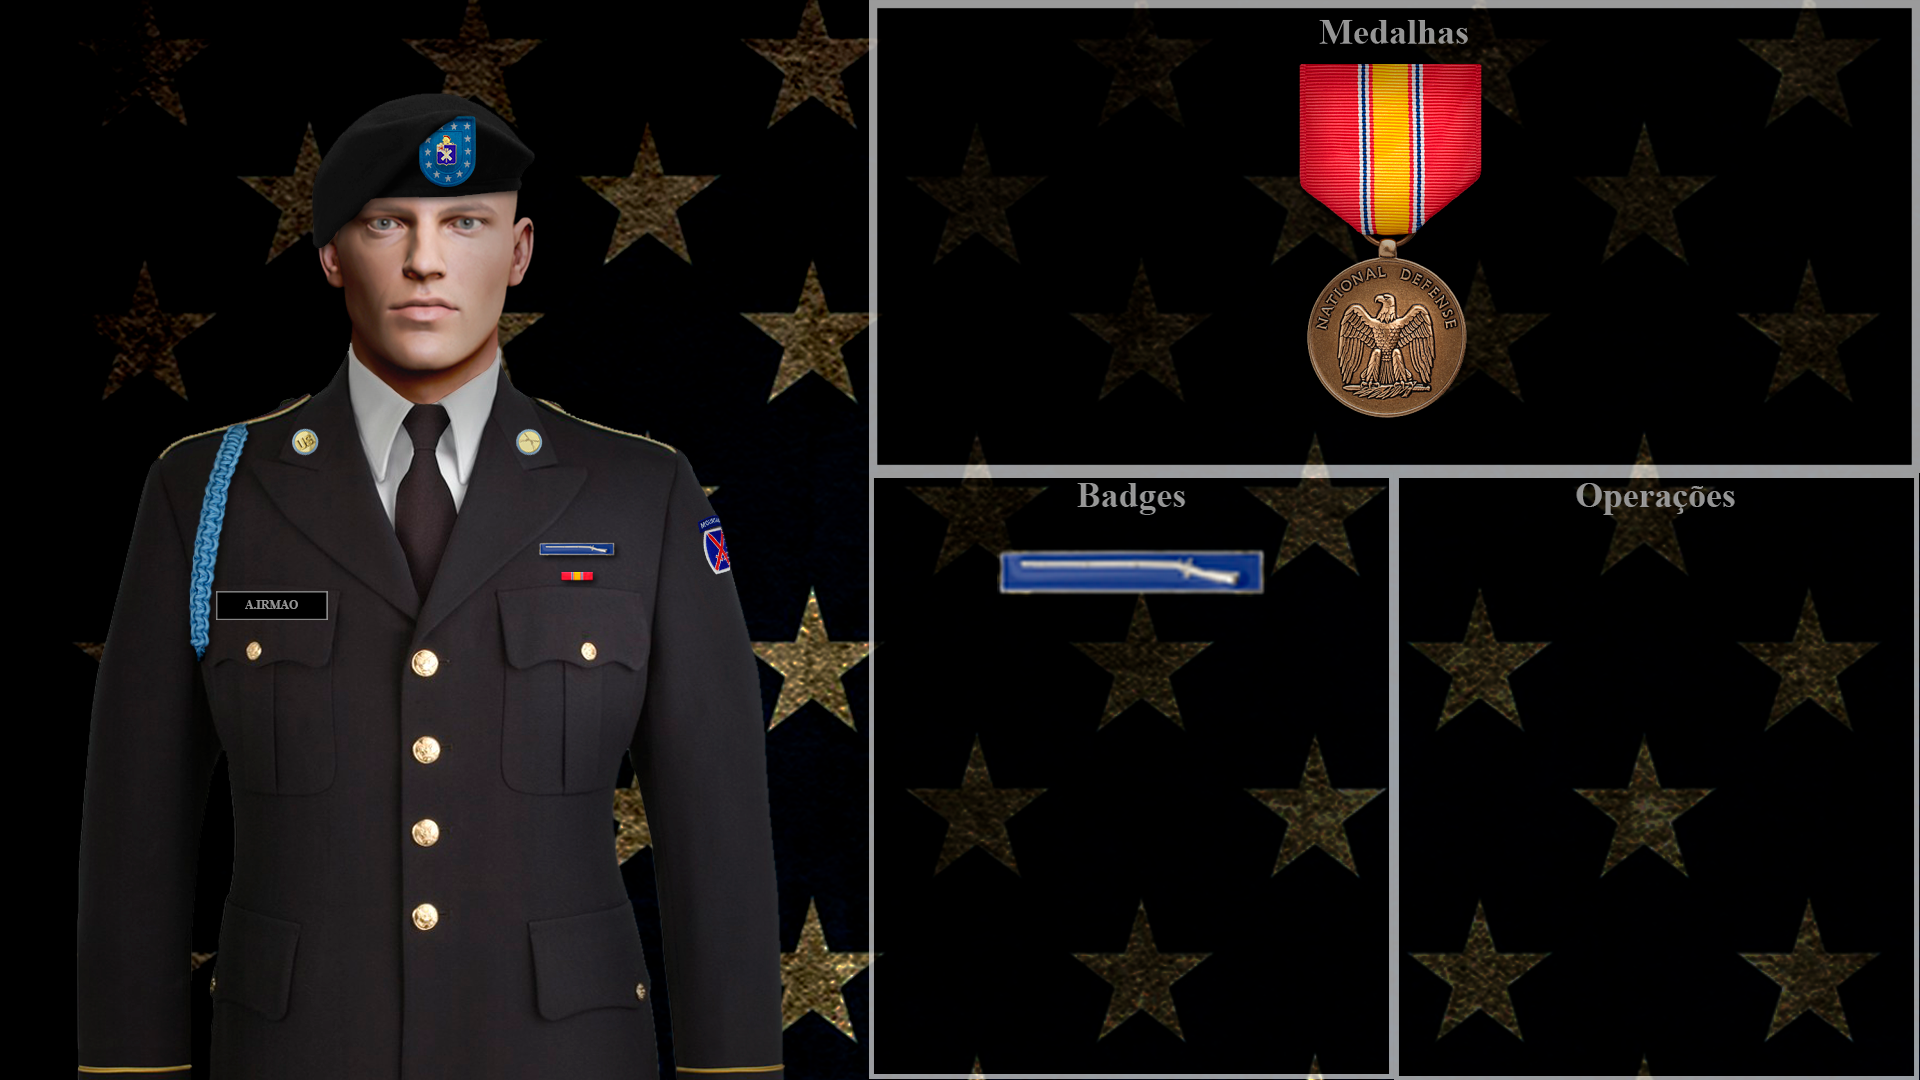 Medalhas
NATIONAL DEFENSE
U.S
A.IRMAO
Badges
Operações